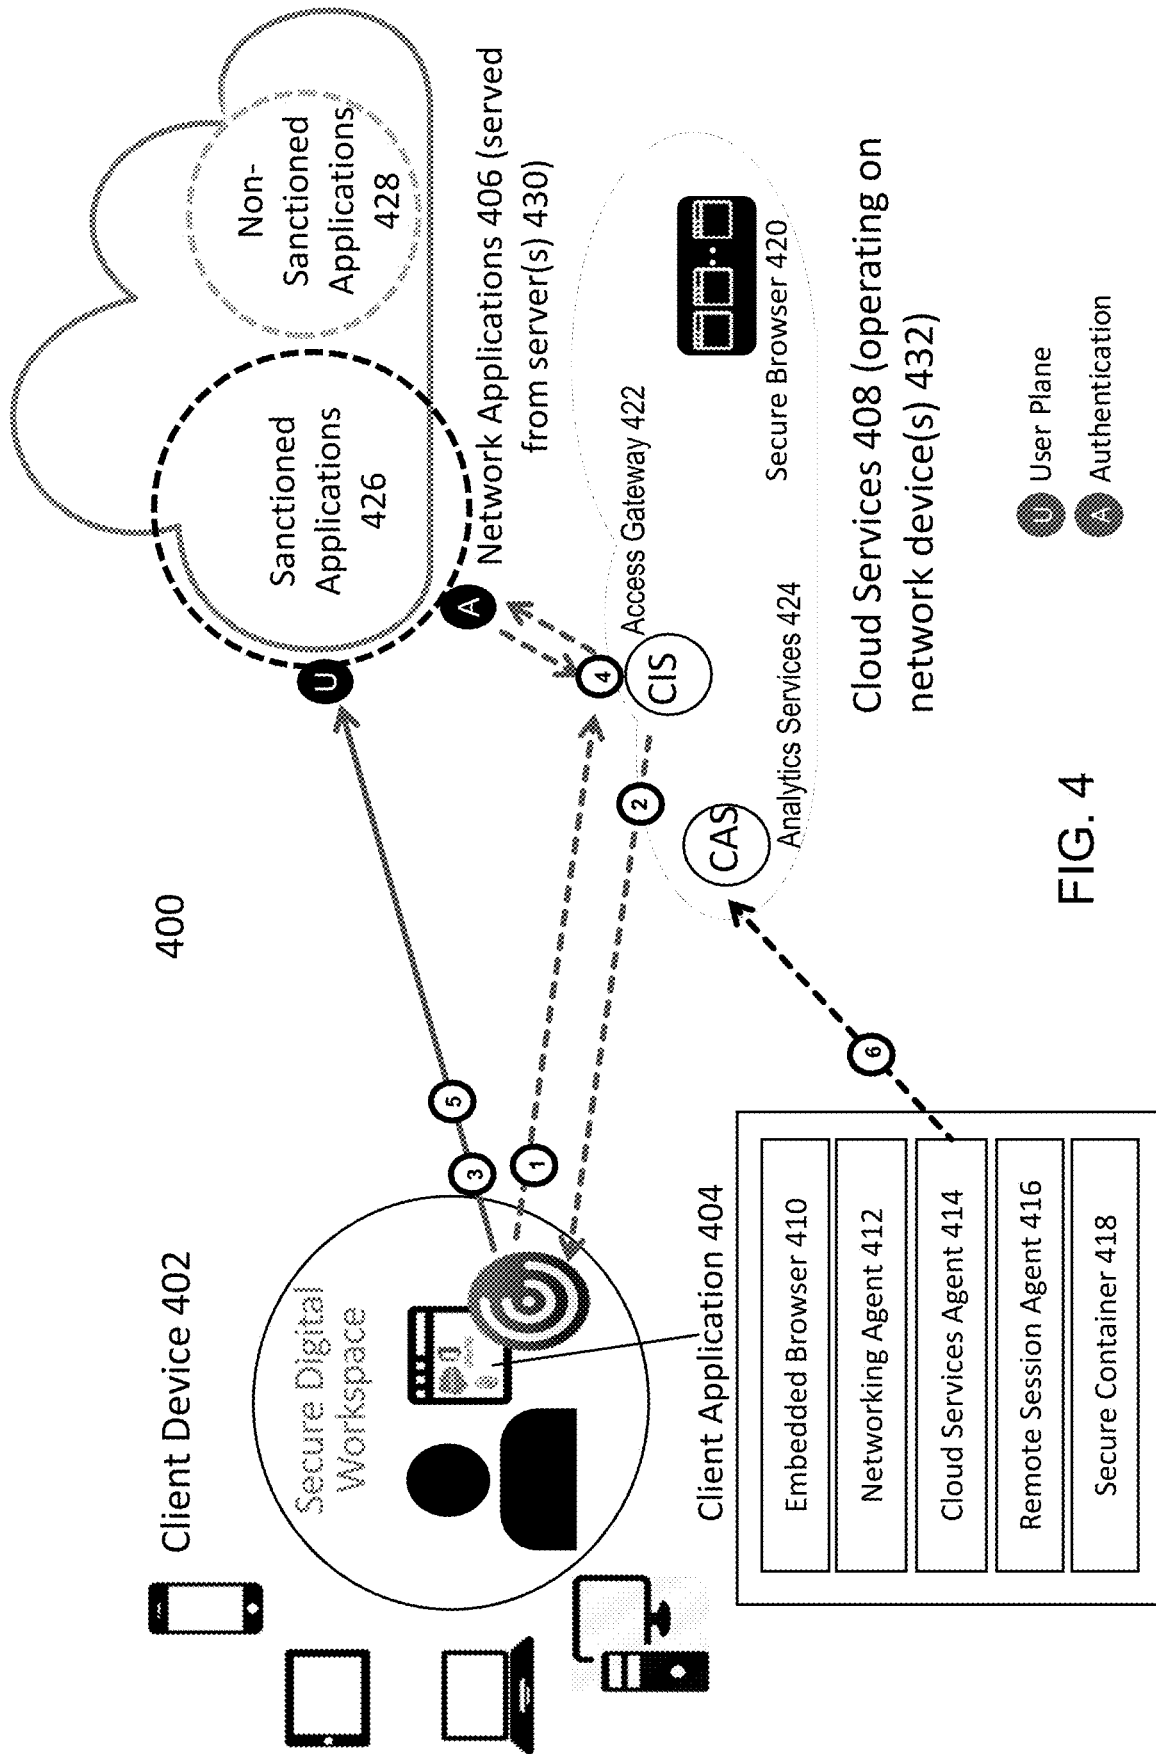 400
Client Device 402
Secure Digital
Workspace
Client Application 404
Embedded Browser 410
Networking Agent 412
Cloud Services Agent 414
Remote Session Agent 416
Secure Container 418
3
5
1
2
4
6
U
A
Sanctioned
Applications
426
Non-
Sanctioned
Applications
428
Network Applications 406 (served
from server(s) 430)
Access Gateway 422
CIS
CAS
Analytics Services 424
Secure Browser 420
Cloud Services 408 (operating on
network device(s) 432)
U User Plane
A Authentication
FIG. 4